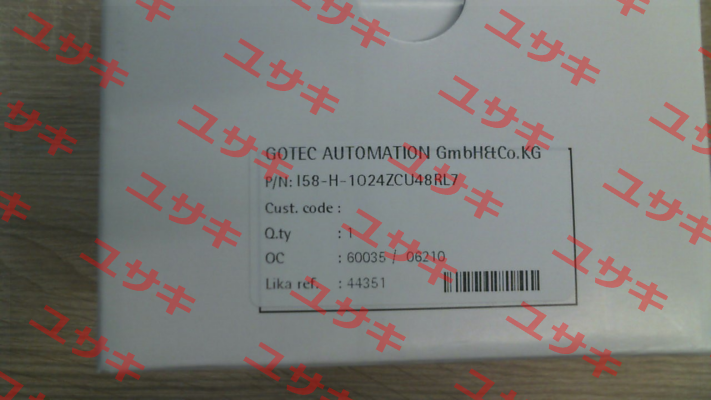 GOTEC AUTOMATION GmbH&Co.KG
P/N: I58-H-1024ZCU48RL7
Cust. code :
Q.ty : 1
OC : 60035 / 06210
Lika ref. : 44351
ユサキ